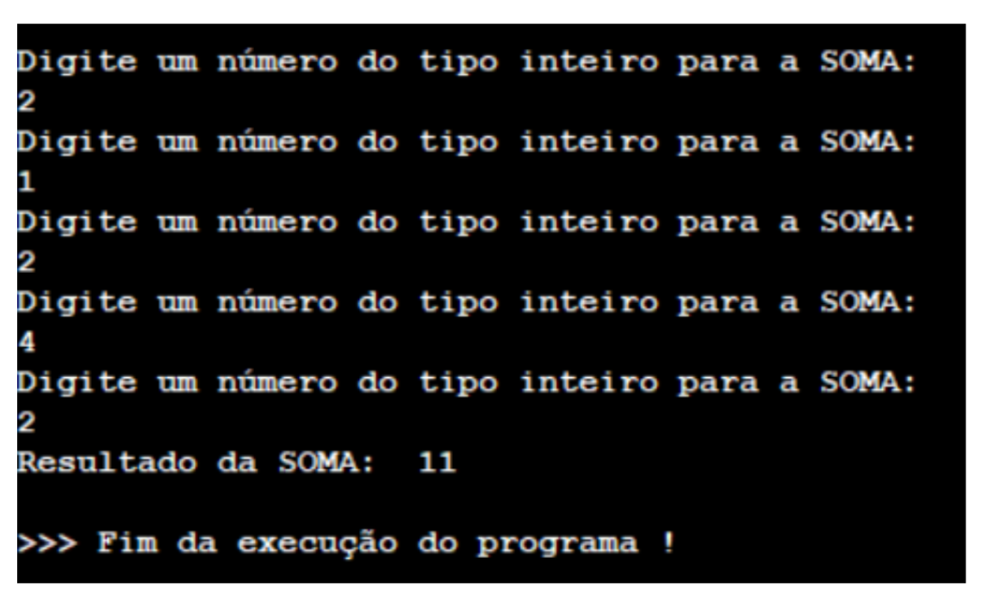 Digite um número do tipo inteiro para a SOMA:
2
Digite um número do tipo inteiro para a SOMA:
1
Digite um número do tipo inteiro para a SOMA:
2
Digite um número do tipo inteiro para a SOMA:
4
Digite um número do tipo inteiro para a SOMA:
2
Resultado da SOMA:  11
>>> Fim da execução do programa !